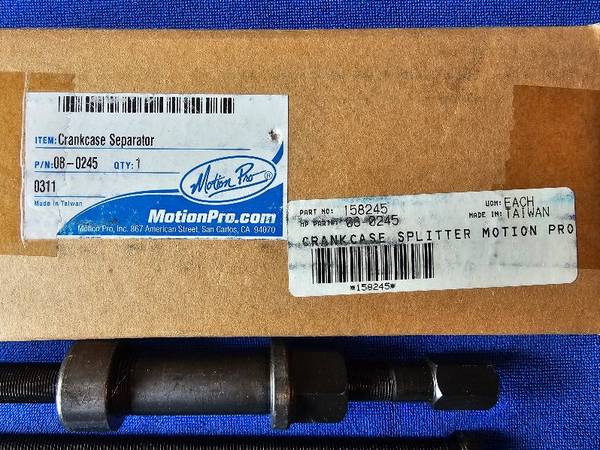 ITEM: Crankcase Separator
P/N: 08-0245 QTY: 1
0311
Made in Taiwan
Motion Pro ®
MotionPro.com
Motion Pro, Inc. 867 American Street, San Carlos, CA 94070
PART NO: 158245 UOM: EACH
MP PART#: 08-0245 MADE IN: TAIWAN
CRANKCASE SPLITTER MOTION PRO
*158245*